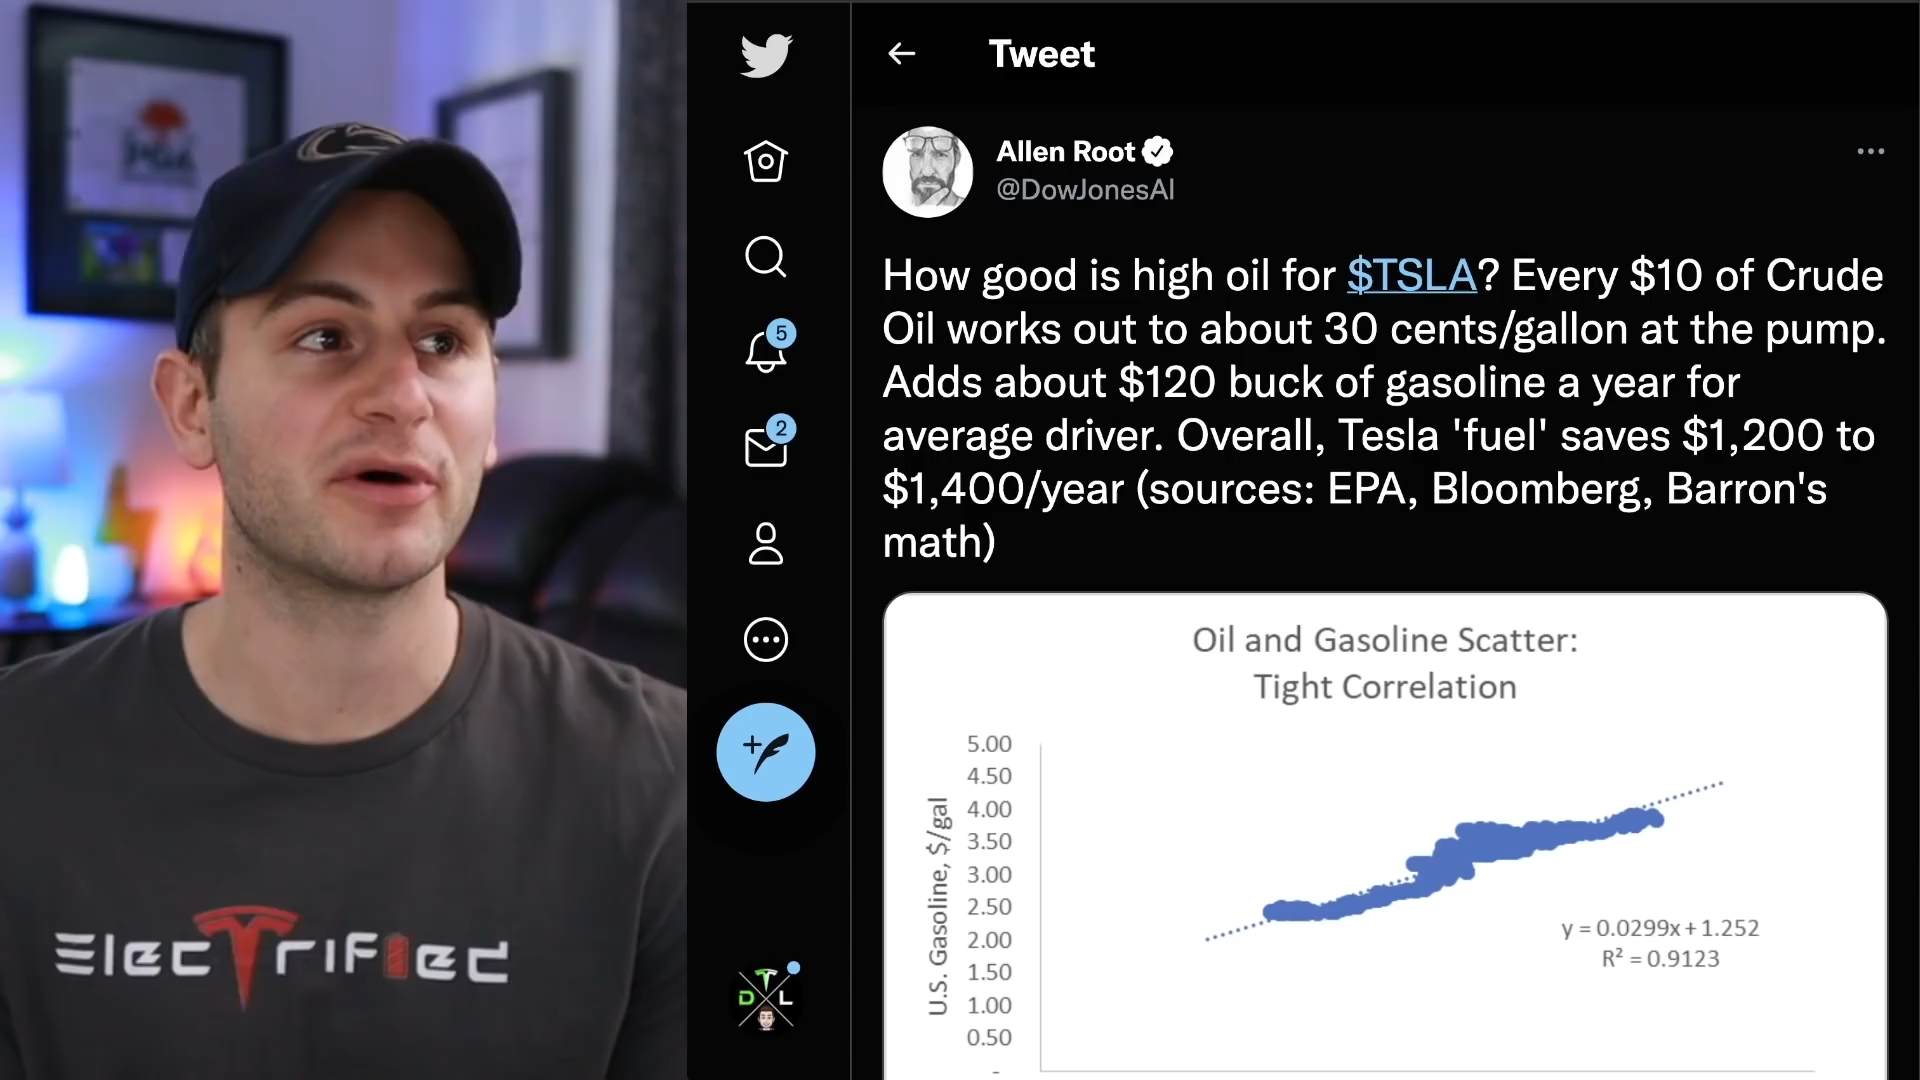 PGA
Electrified
5
2
D L
Tweet
Allen Root
@DowJonesAl
How good is high oil for $TSLA? Every $10 of Crude
Oil works out to about 30 cents/gallon at the pump.
Adds about $120 buck of gasoline a year for
average driver. Overall, Tesla 'fuel' saves $1,200 to
$1,400/year (sources: EPA, Bloomberg, Barron's
math)
Oil and Gasoline Scatter:
Tight Correlation
U.S. Gasoline, $/gal
5.00
4.50
4.00
3.50
3.00
2.50
2.00
1.50
1.00
0.50
-
y = 0.0299x + 1.252
R² = 0.9123